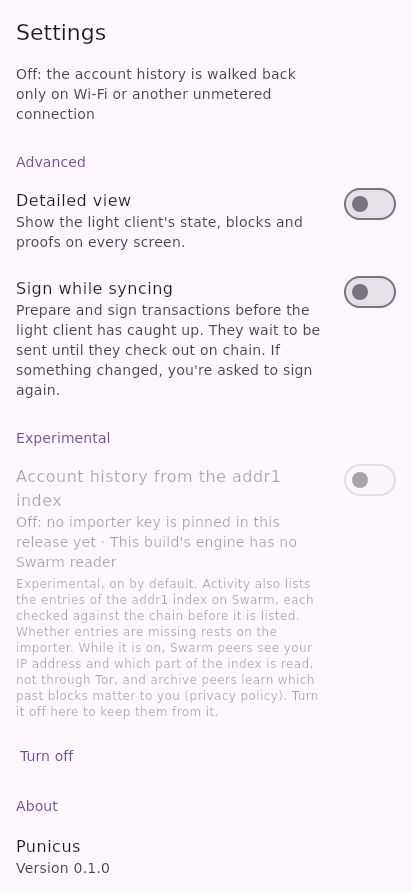 Settings
Off: the account history is walked back
only on Wi-Fi or another unmetered
connection
Advanced
Detailed view
Show the light client's state, blocks and
proofs on every screen.
Sign while syncing
Prepare and sign transactions before the
light client has caught up. They wait to be
sent until they check out on chain. If
something changed, you're asked to sign
again.
Experimental
Account history from the addr1
index
Off: no importer key is pinned in this
release yet · This build's engine has no
Swarm reader
Experimental, on by default. Activity also lists
the entries of the addr1 index on Swarm, each
checked against the chain before it is listed.
Whether entries are missing rests on the
importer. While it is on, Swarm peers see your
IP address and which part of the index is read,
not through Tor, and archive peers learn which
past blocks matter to you (privacy policy). Turn
it off here to keep them from it.
Turn off
About
Punicus
Version 0.1.0